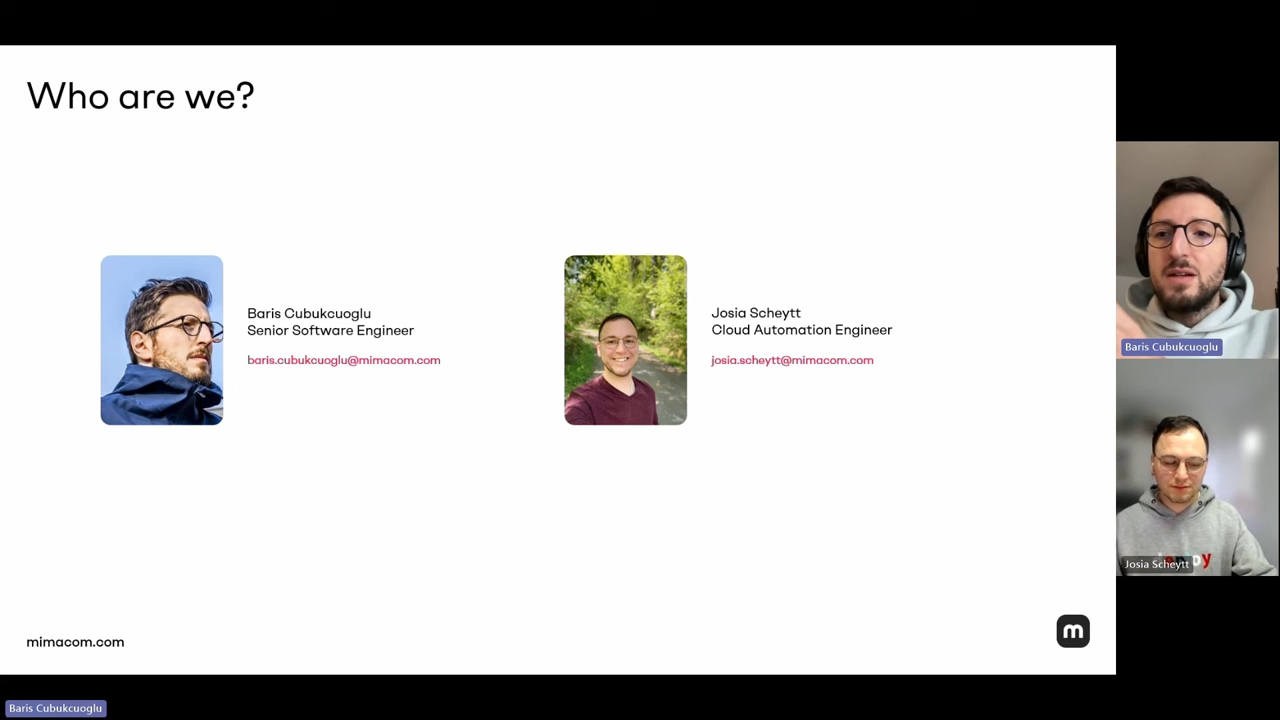 Who are we?
Baris Cubukcuoglu
Senior Software Engineer
baris.cubukcuoglu@mimacom.com
Josia Scheytt
Cloud Automation Engineer
josia.scheytt@mimacom.com
Baris Cubukcuoglu
Josia Scheytt
mimacom.com
m
Baris Cubukcuoglu